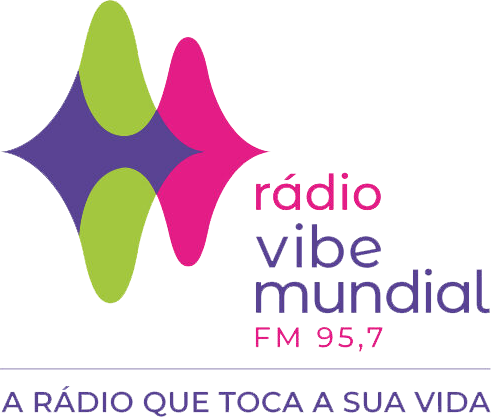 rádio
vibe
mundial
FM 95,7
A RÁDIO QUE TOCA A SUA VIDA